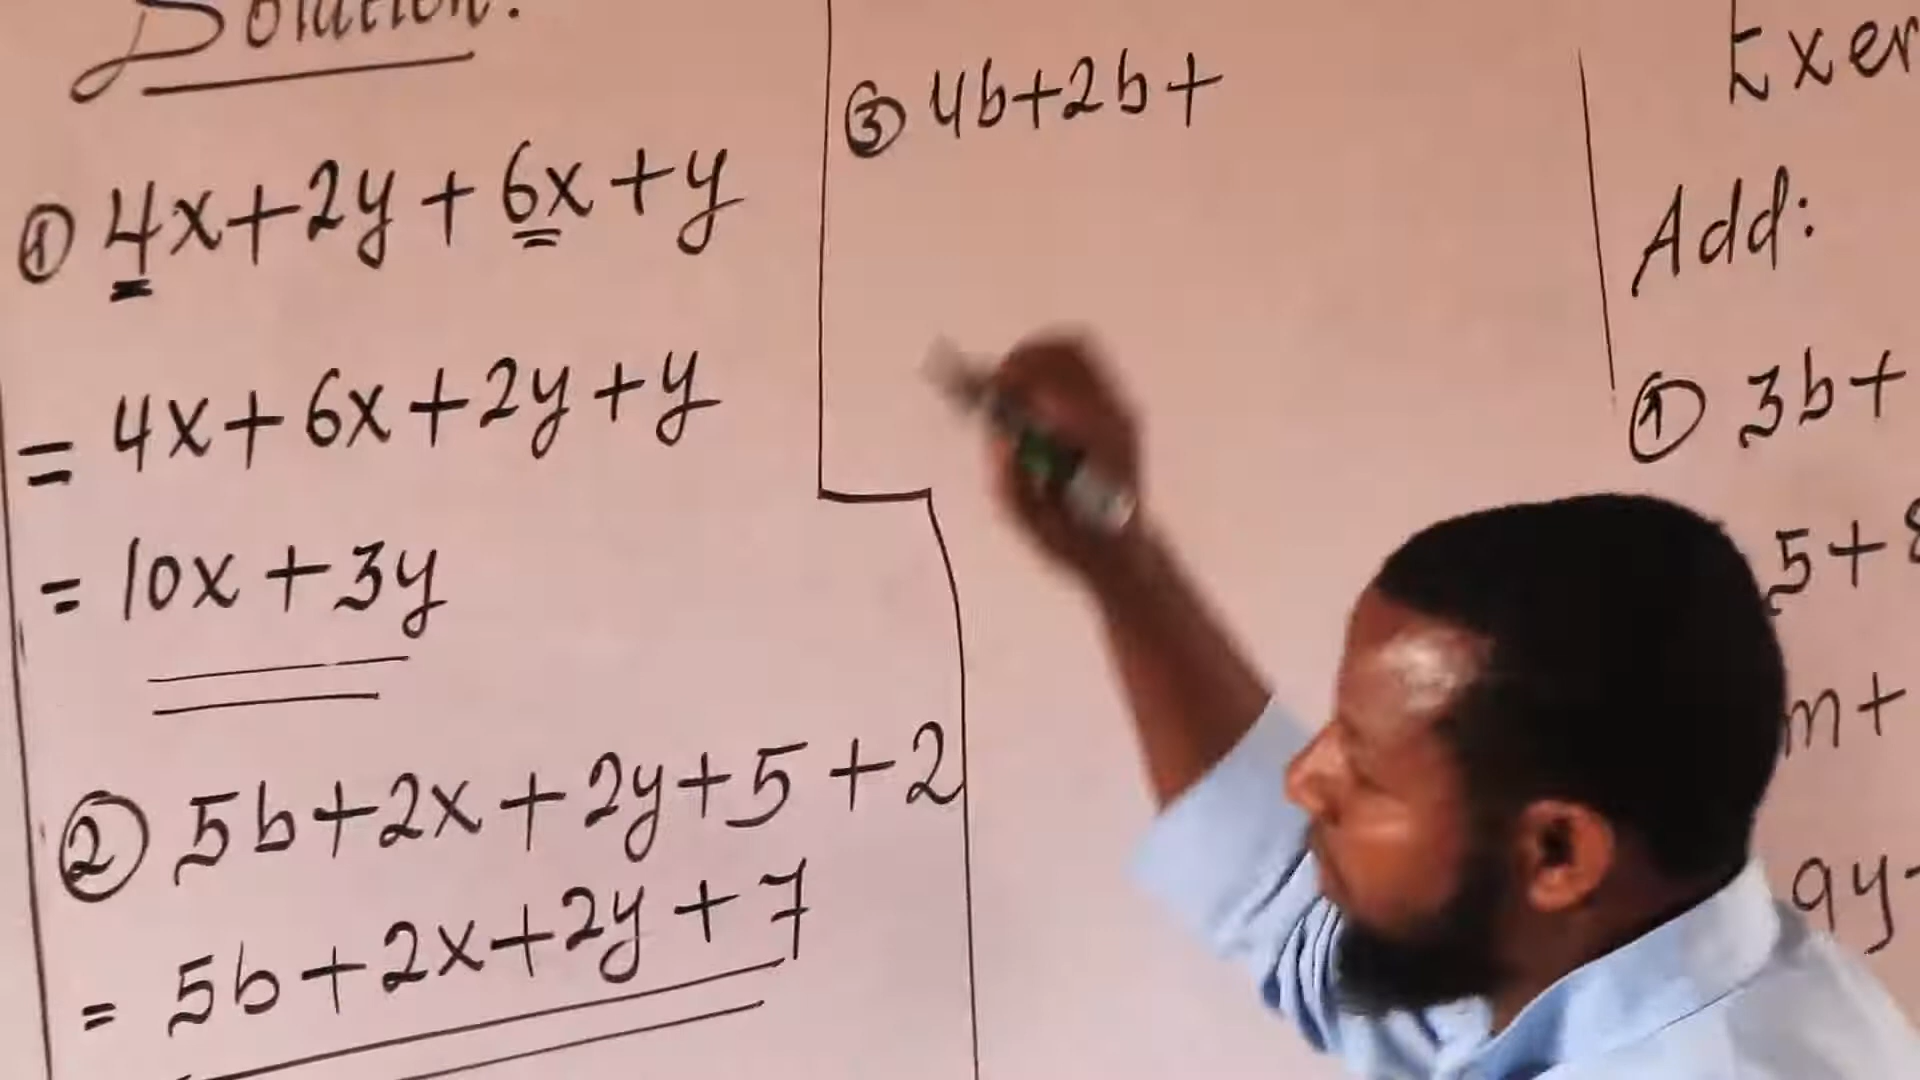 Solution:
① 4x+2y+6x+y
= 4x+6x+2y+y
= 10x+3y
② 5b+2x+2y+5+2
= 5b+2x+2y+7
③ 4b+2b+
Add:
① 3b+
5+
m+
9y